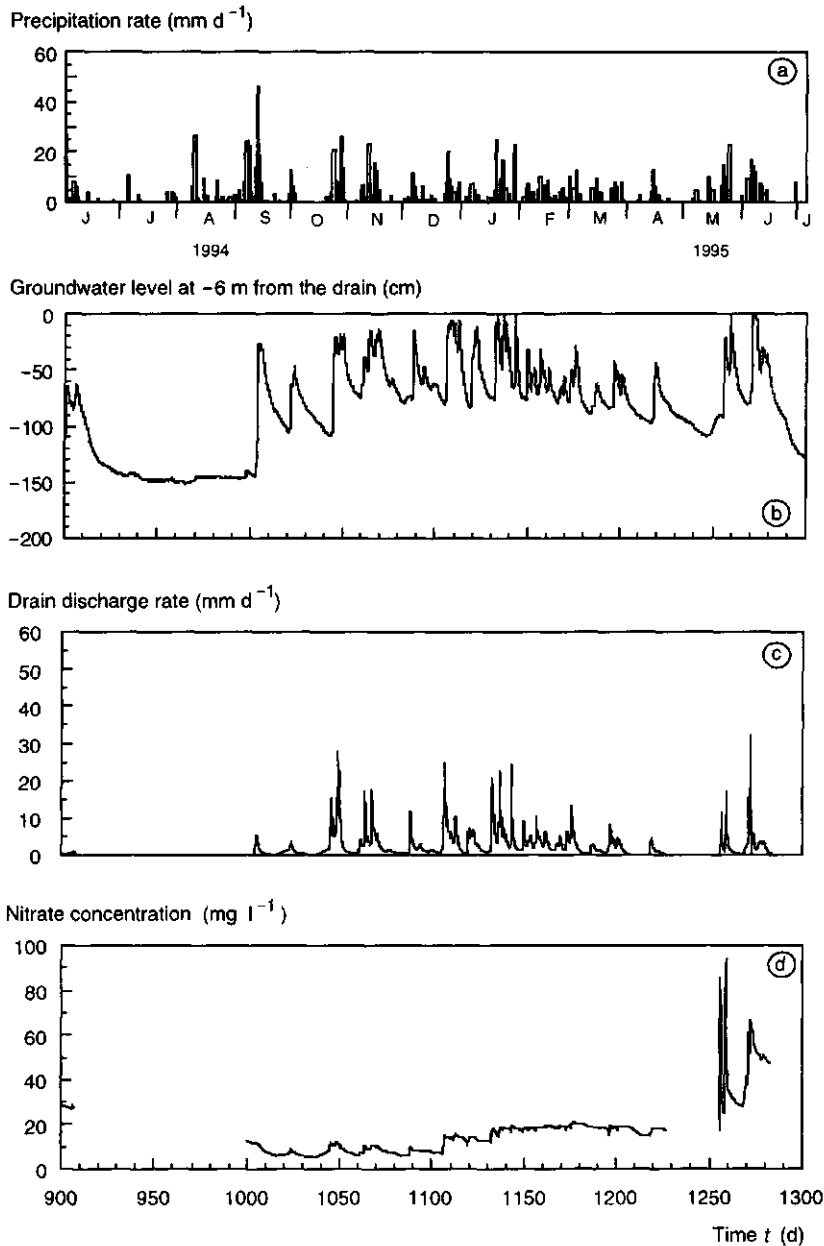 Precipitation rate (mm d⁻¹)
60
40
20
0
a
J J A S O N D J F M A M J J
1994 1995
Groundwater level at −6 m from the drain (cm)
0
−50
−100
−150
−200
b
Drain discharge rate (mm d⁻¹)
60
50
40
30
20
10
0
c
Nitrate concentration (mg l⁻¹)
100
80
60
40
20
0
d
900 950 1000 1050 1100 1150 1200 1250 1300
Time t (d)